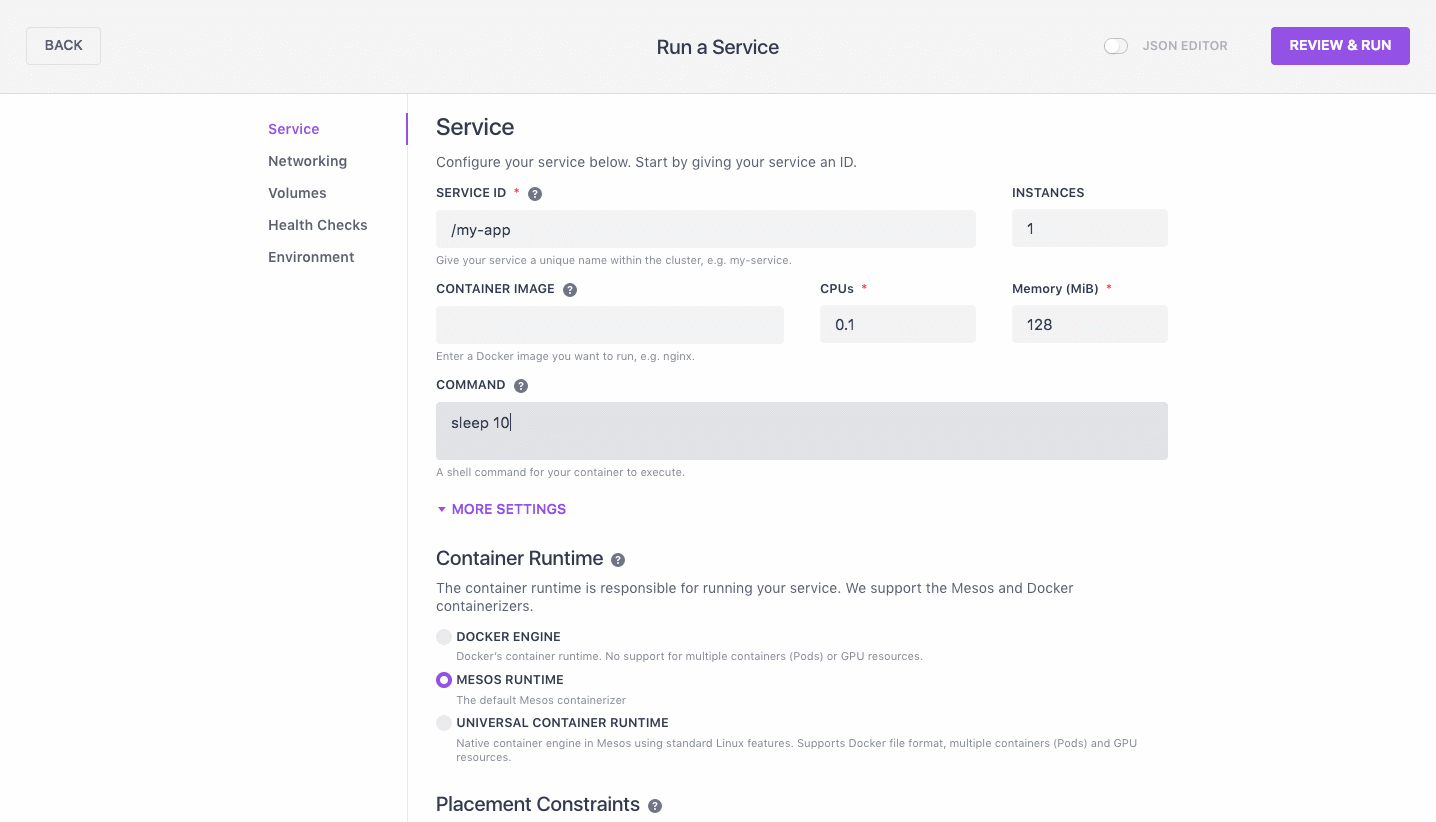 BACK
Run a Service
JSON EDITOR
REVIEW & RUN
Service
Networking
Volumes
Health Checks
Environment
Service
Configure your service below. Start by giving your service an ID.
SERVICE ID * ?
INSTANCES
/my-app
1
Give your service a unique name within the cluster, e.g. my-service.
CONTAINER IMAGE ?
CPUs *
Memory (MiB) *
0.1
128
Enter a Docker image you want to run, e.g. nginx.
COMMAND ?
sleep 10
A shell command for your container to execute.
MORE SETTINGS
Container Runtime ?
The container runtime is responsible for running your service. We support the Mesos and Docker
containerizers.
DOCKER ENGINE
Docker's container runtime. No support for multiple containers (Pods) or GPU resources.
MESOS RUNTIME
The default Mesos containerizer
UNIVERSAL CONTAINER RUNTIME
Native container engine in Mesos using standard Linux features. Supports Docker file format, multiple containers (Pods) and GPU
resources.
Placement Constraints ?